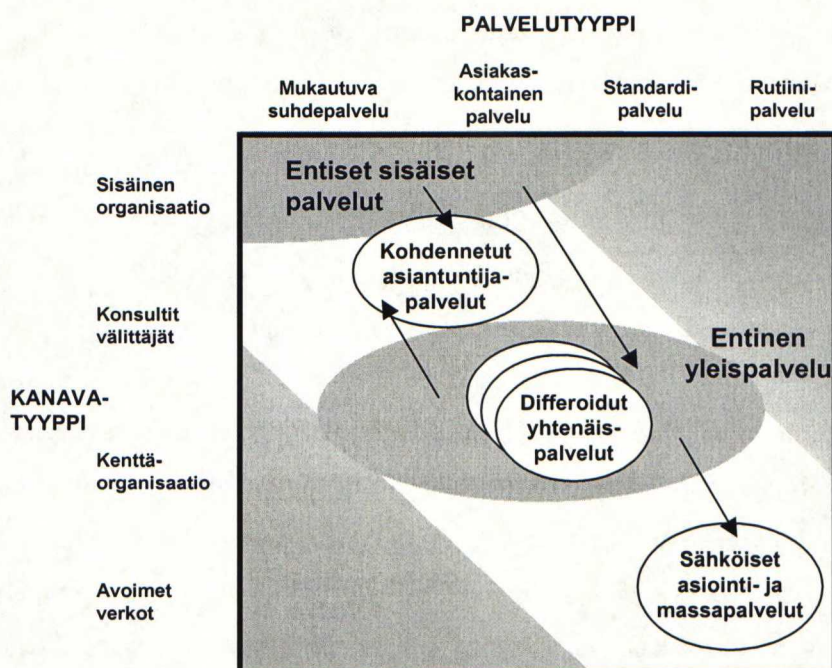 PALVELUTYYPPI
Mukautuva
suhdepalvelu
Asiakas-
kohtainen
palvelu
Standardi-
palvelu
Rutiini-
palvelu
Sisäinen
organisaatio
Entiset sisäiset
palvelut
Kohdennetut
asiantuntija-
palvelut
Konsultit
välittäjät
Entinen
yleispalvelu
KANAVA-
TYYPPI
Differoidut
yhtenäis-
palvelut
Kenttä-
organisaatio
Sähköiset
asiointi- ja
massapalvelut
Avoimet
verkot